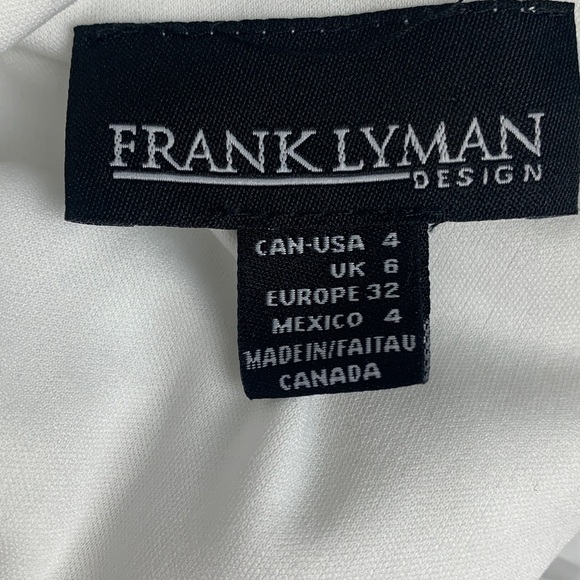 FRANK LYMAN
DESIGN
CAN-USA 4
UK 6
EUROPE 32
MEXICO 4
MADEIN/FAITAU
CANADA